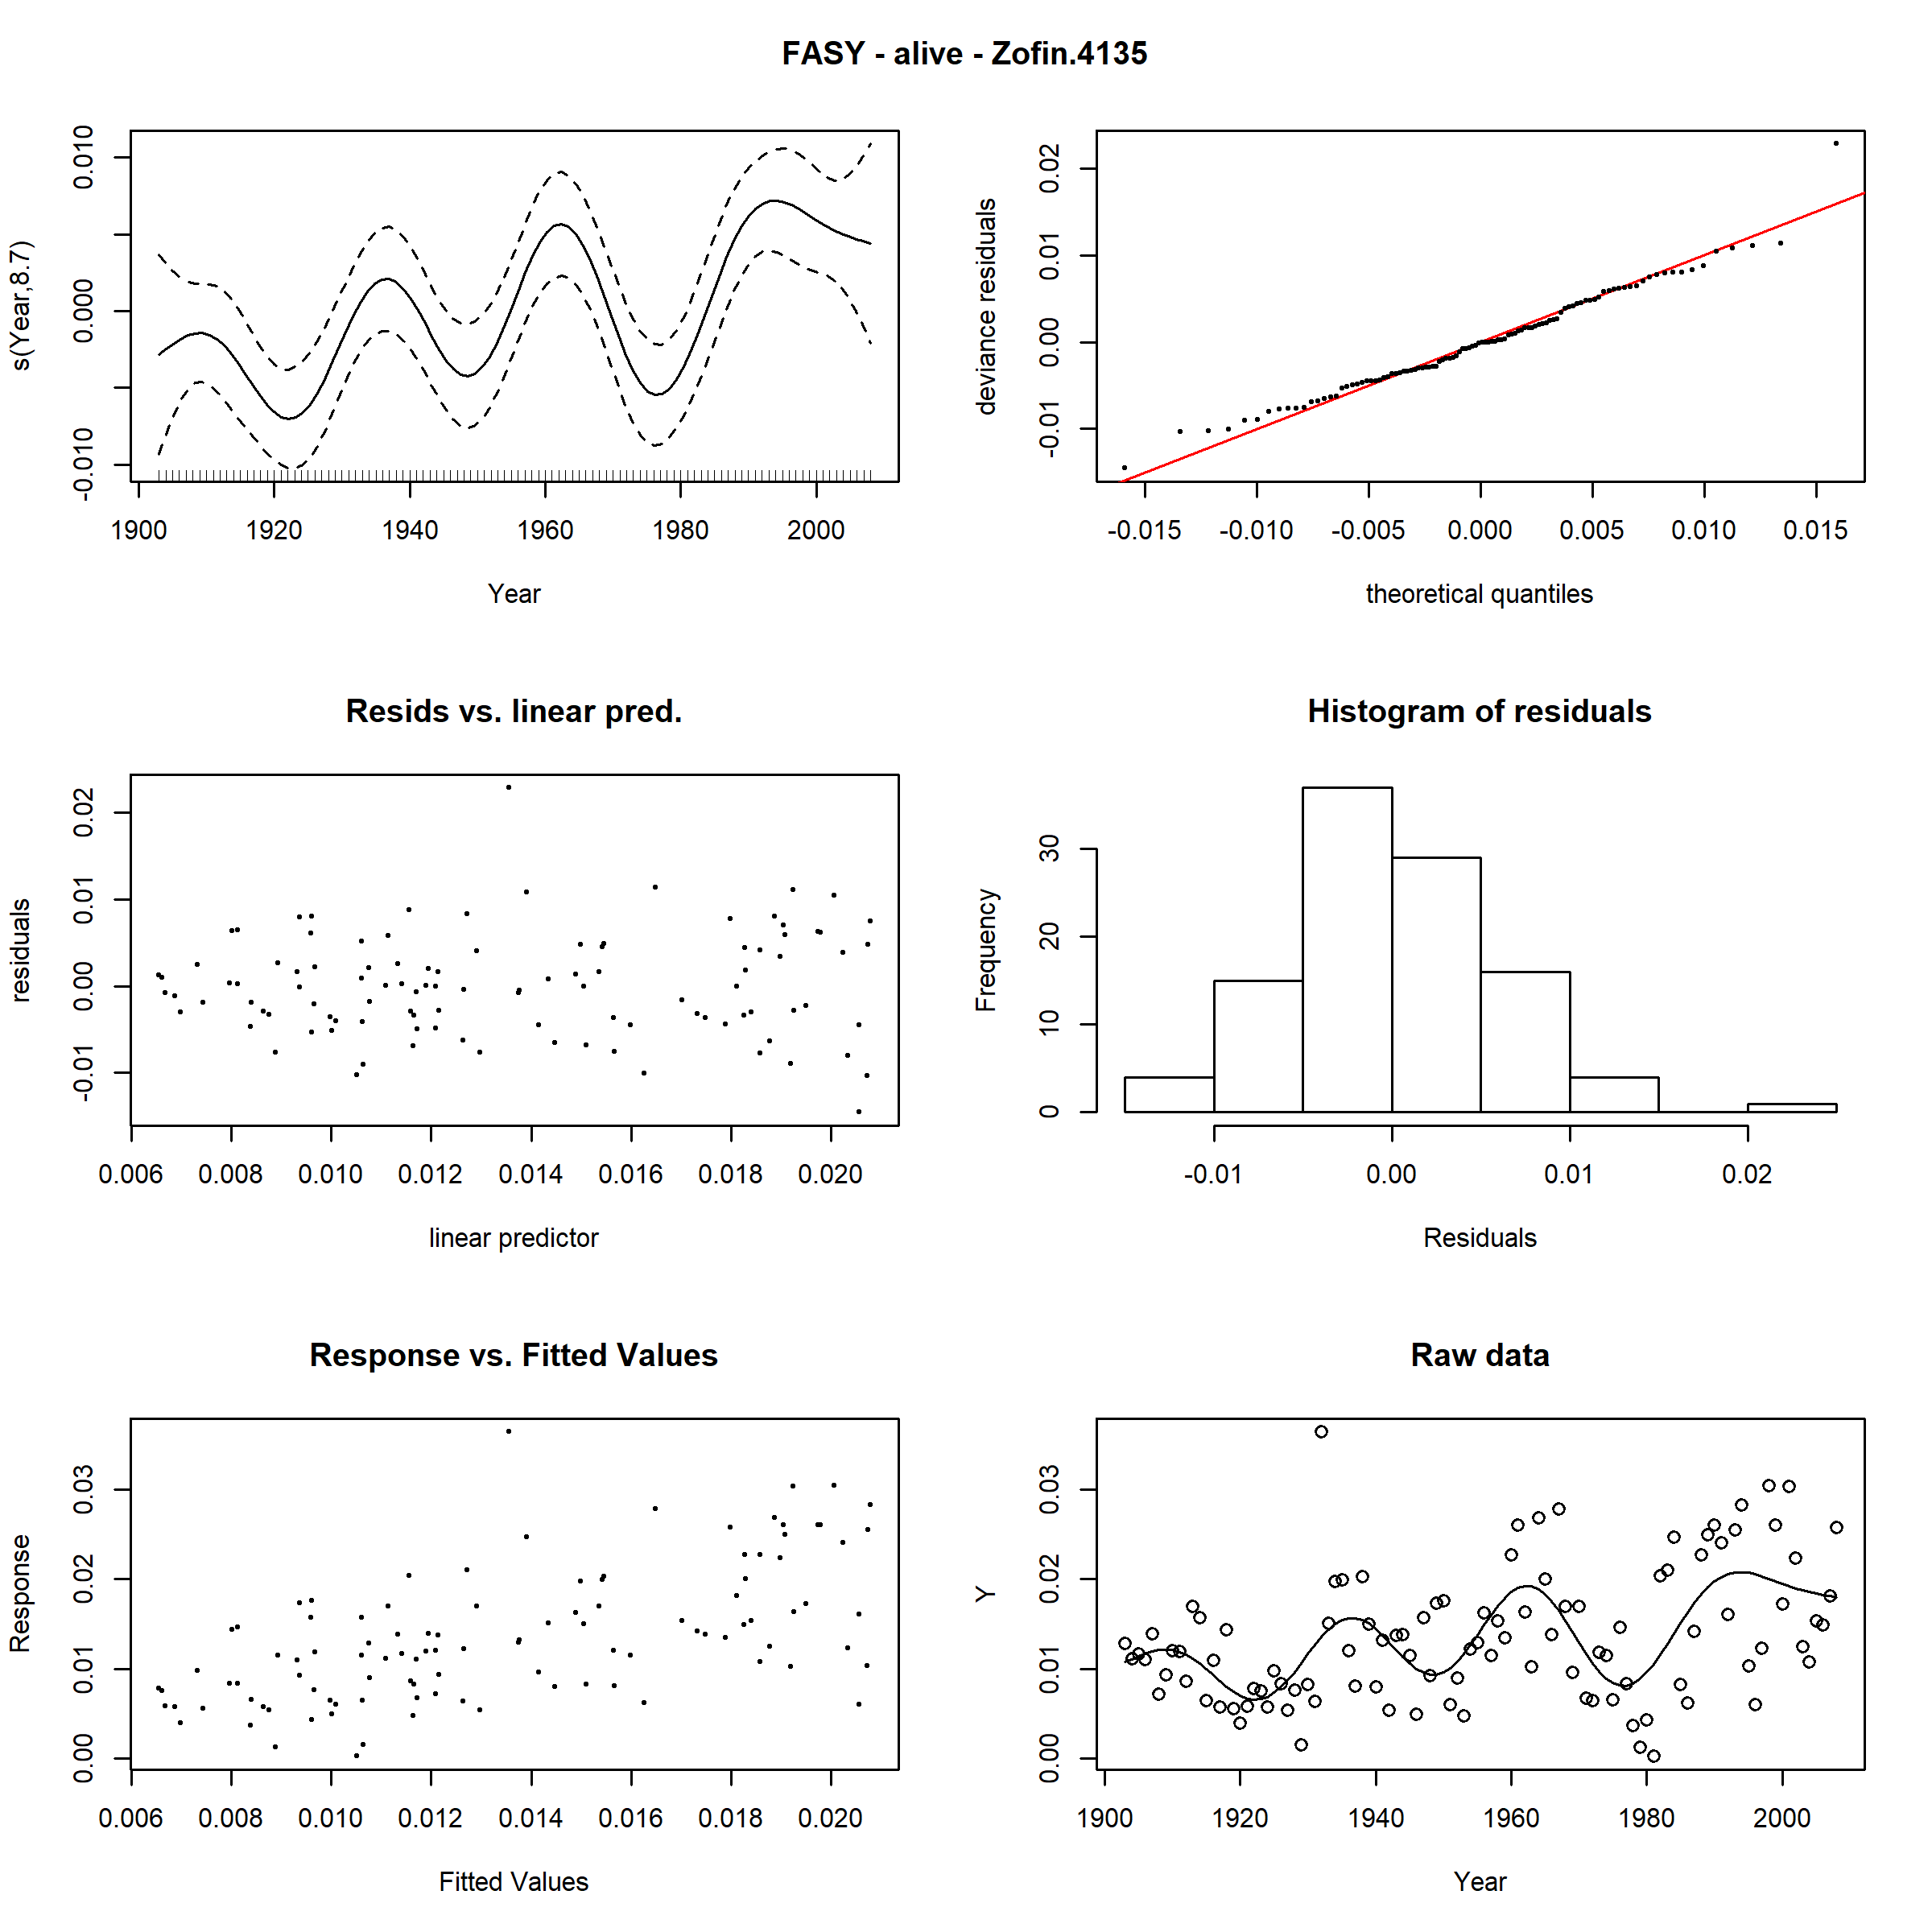 FASY - alive - Zofin.4135
s(Year,8.7)
-0.010 0.000 0.010
1900 1920 1940 1960 1980 2000
Year
deviance residuals
-0.01 0.00 0.01 0.02
-0.015 -0.010 -0.005 0.000 0.005 0.010 0.015
theoretical quantiles
Resids vs. linear pred.
residuals
-0.01 0.00 0.01 0.02
0.006 0.008 0.010 0.012 0.014 0.016 0.018 0.020
linear predictor
Histogram of residuals
Frequency
0 10 20 30
-0.01 0.00 0.01 0.02
Residuals
Response vs. Fitted Values
Response
0.00 0.01 0.02 0.03
0.006 0.008 0.010 0.012 0.014 0.016 0.018 0.020
Fitted Values
Raw data
Y
0.00 0.01 0.02 0.03
1900 1920 1940 1960 1980 2000
Year